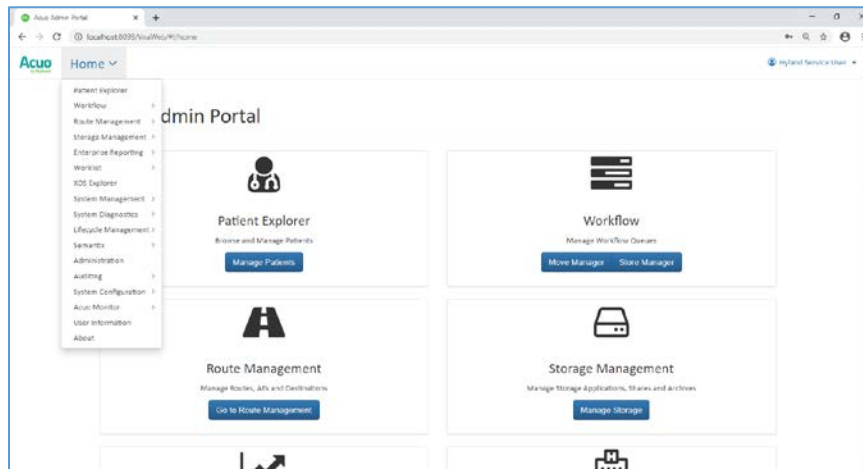 Acuo Admin Portal
localhost:8099/VnaWeb/#!/home
Acuo
by Hyland
Home
Hyland Service User
Patient Explorer
Workflow
Route Management
Storage Management
Enterprise Reporting
Worklist
XDS Explorer
System Management
System Diagnostics
Lifecycle Management
Semantix
Administration
Auditing
System Configuration
Acuo Monitor
User Information
About
dmin Portal
Patient Explorer
Browse and Manage Patients
Manage Patients
Workflow
Manage Workflow Queues
Move Manager
Store Manager
Route Management
Manage Routes, AEs and Destinations
Go to Route Management
Storage Management
Manage Storage Applications, Shares and Archives
Manage Storage